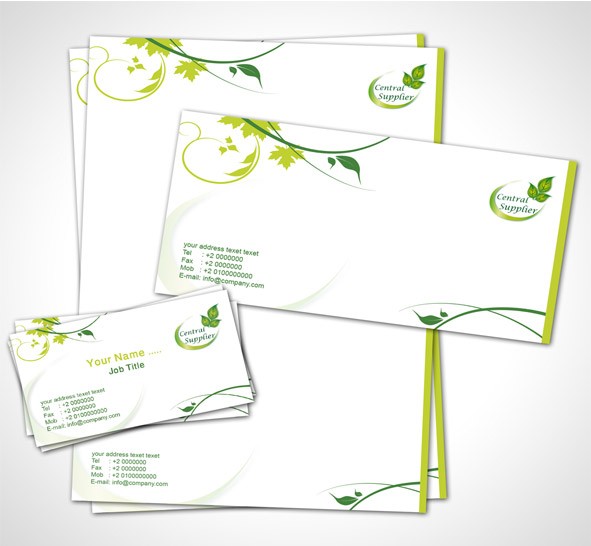 Central
Supplier
Central
Supplier
your address texet texet
Tel : +2 0000000
Fax : +2 0000000
Mob : +2 0100000000
E-mail: info@company.com
Central
Supplier
Your Name .....
Job Title
your address texet texet
Tel : +2 0000000
Fax : +2 0000000
Mob : +2 0100000000
E-mail: info@company.com
your address texet texet
Tel : +2 0000000
Fax : +2 0000000
Mob : +2 0100000000
E-mail: info@company.com